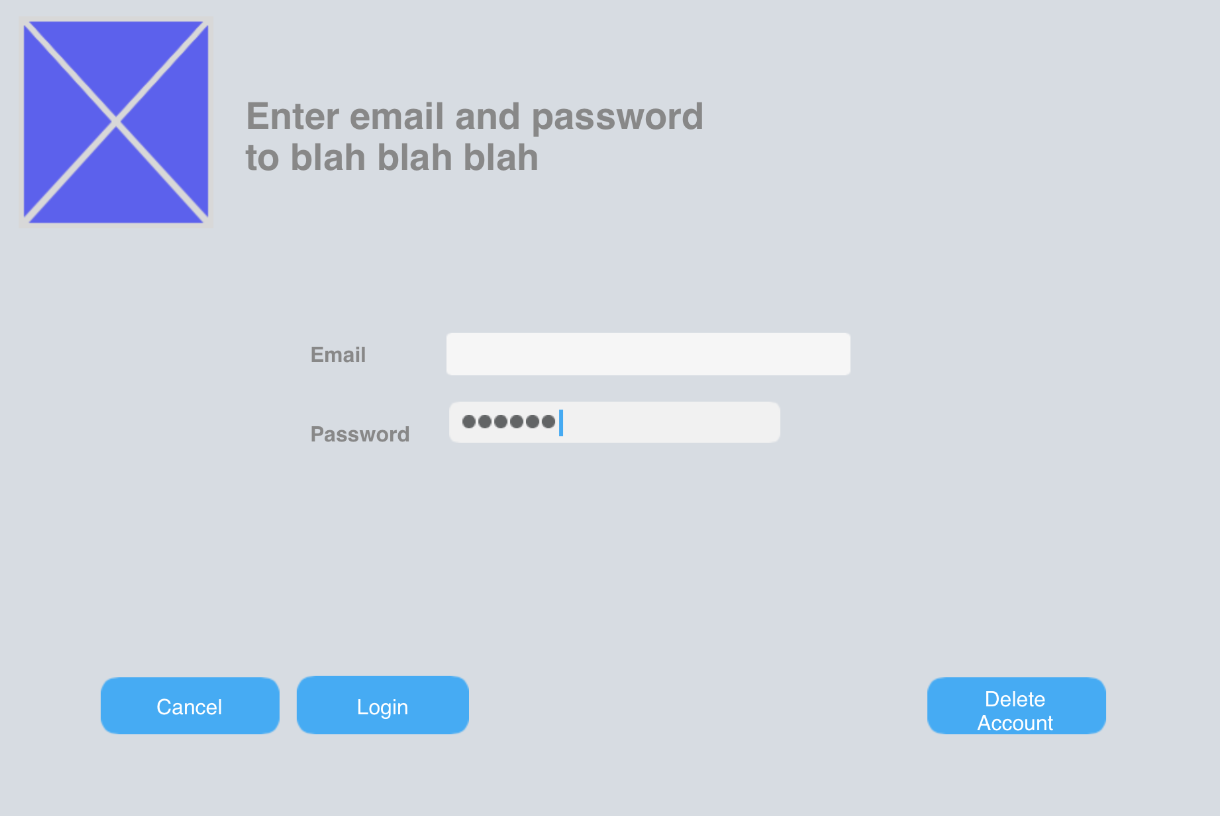 Enter email and password
to blah blah blah
Email
Password
●●●●●●
Cancel
Login
Delete
Account